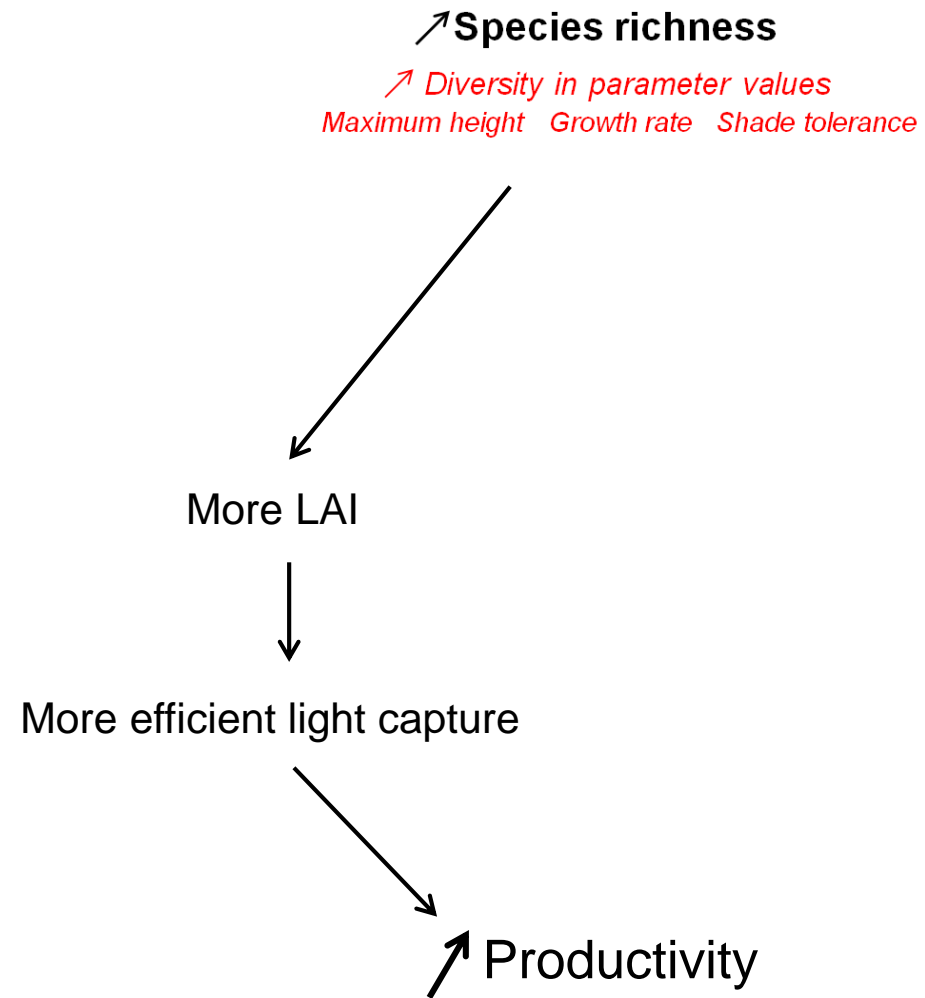 ↗Species richness
↗ Diversity in parameter values
Maximum height Growth rate Shade tolerance
More LAI
More efficient light capture
↗ Productivity